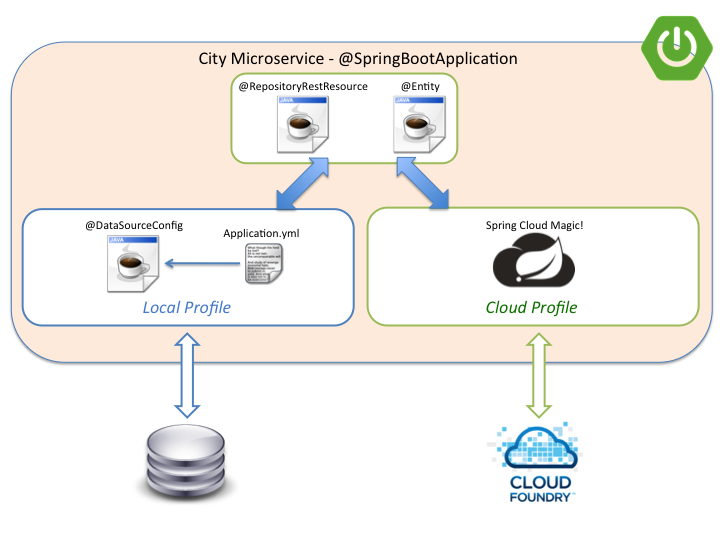 City Microservice - @SpringBootApplication
@RepositoryRestResource
@Entity
JAVA
JAVA
@DataSourceConfig
Application.yml
JAVA
Local Profile
Spring Cloud Magic!
Cloud Profile
CLOUD
FOUNDRY